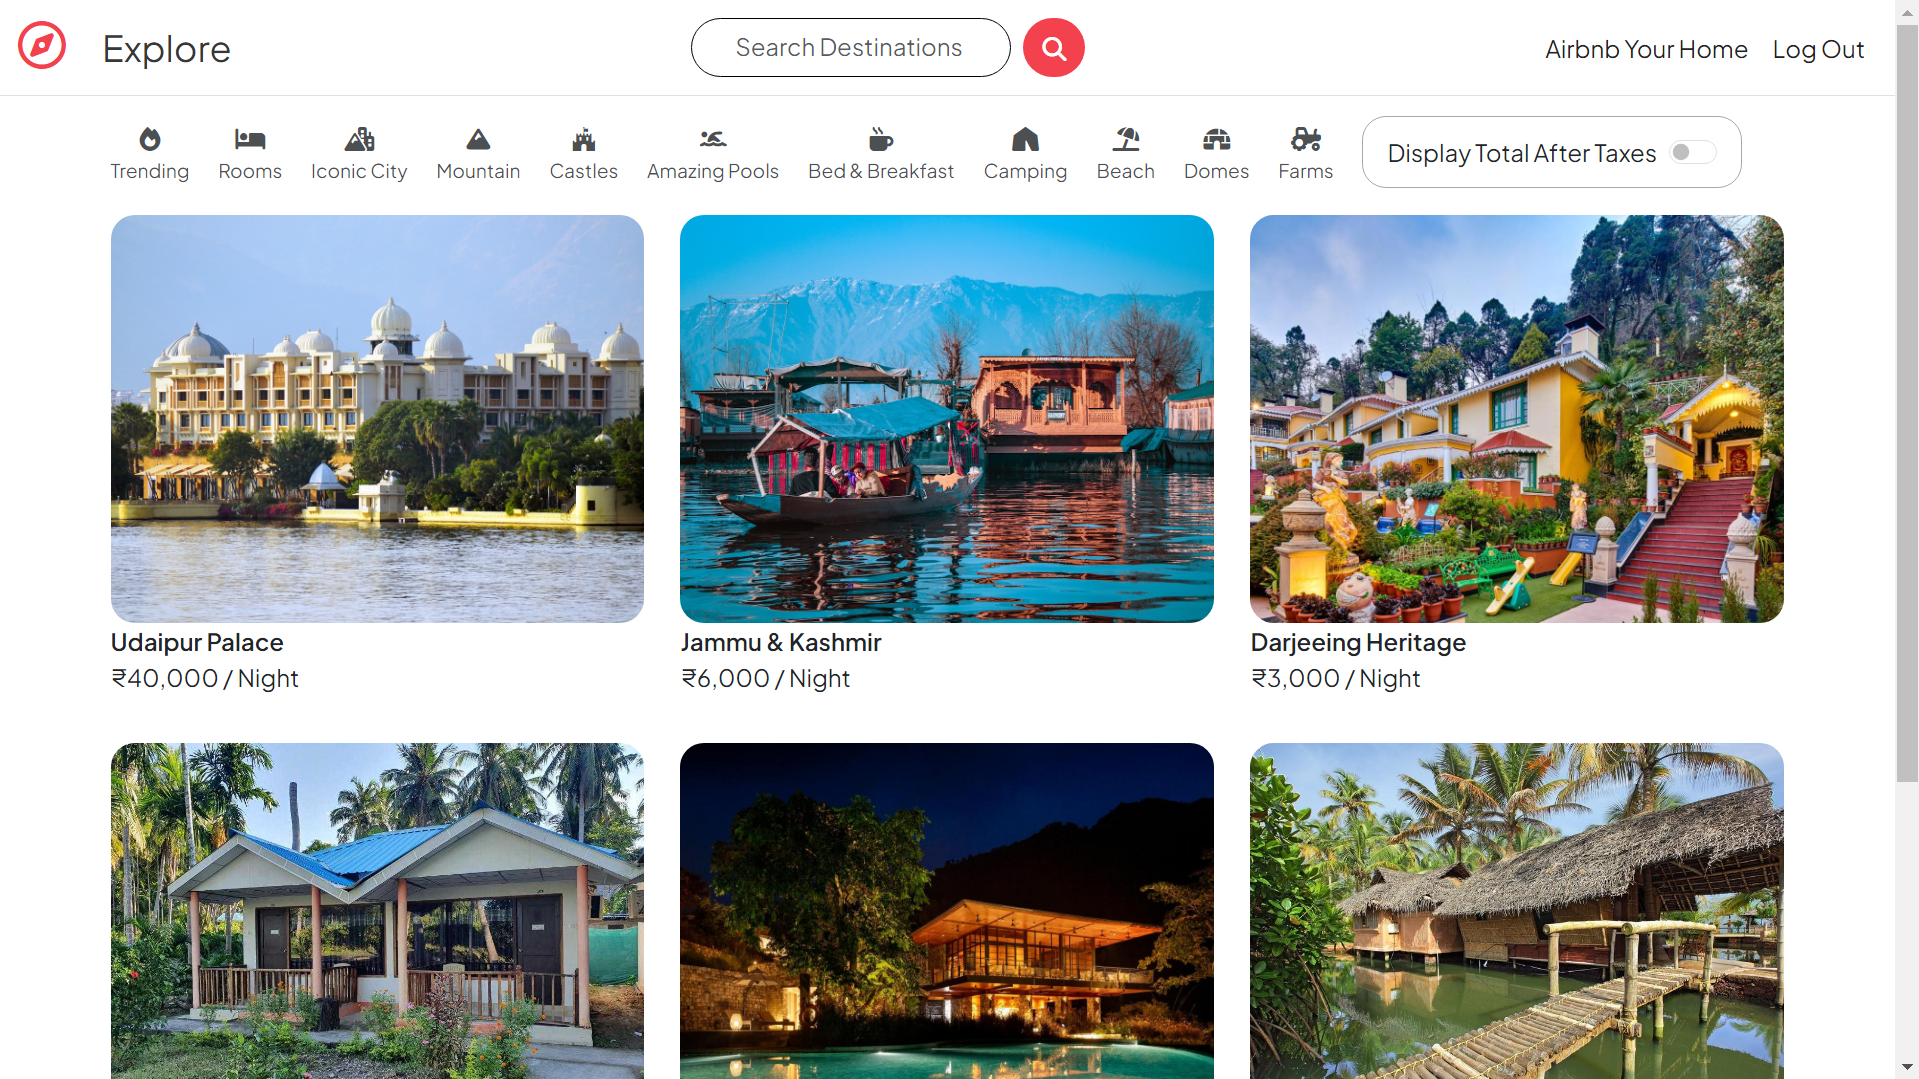 Explore
Search Destinations
Airbnb Your Home
Log Out
Trending
Rooms
Iconic City
Mountain
Castles
Amazing Pools
Bed & Breakfast
Camping
Beach
Domes
Farms
Display Total After Taxes
Udaipur Palace
₹40,000 / Night
Jammu & Kashmir
₹6,000 / Night
Darjeeing Heritage
₹3,000 / Night